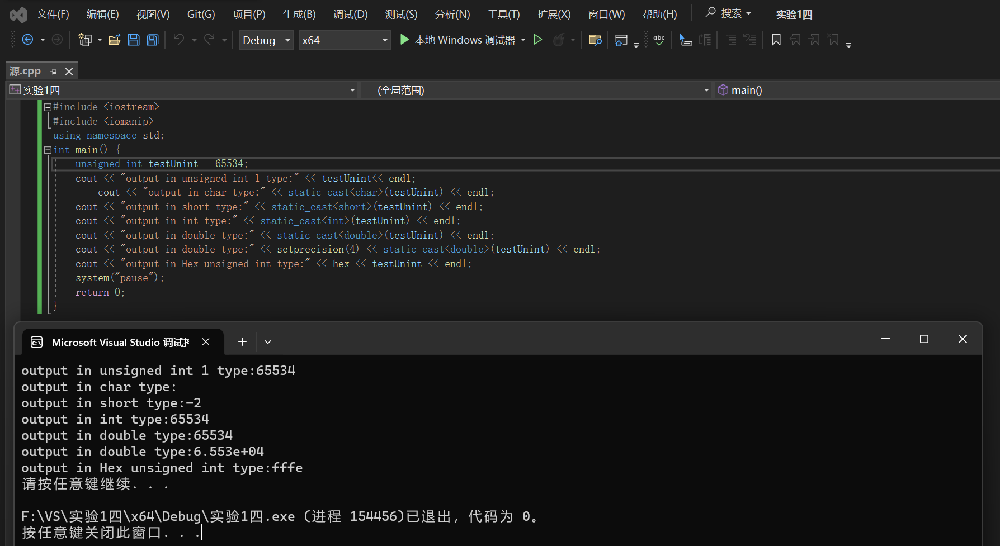 文件(F) 编辑(E) 视图(V) Git(G) 项目(P) 生成(B) 调试(D) 测试(S) 分析(N) 工具(T) 扩展(X) 窗口(W) 帮助(H) 搜索 实验1四
Debug x64 本地 Windows 调试器 abc
源.cpp
实验1四 (全局范围) main()
#include <iostream>
#include <iomanip>
using namespace std;
int main() {
unsigned int testUnint = 65534;
cout << "output in unsigned int 1 type:" << testUnint<< endl;
cout << "output in char type:" << static_cast<char>(testUnint) << endl;
cout << "output in short type:" << static_cast<short>(testUnint) << endl;
cout << "output in int type:" << static_cast<int>(testUnint) << endl;
cout << "output in double type:" << static_cast<double>(testUnint) << endl;
cout << "output in double type:" << setprecision(4) << static_cast<double>(testUnint) << endl;
cout << "output in Hex unsigned int type:" << hex << testUnint << endl;
system("pause");
return 0;
}
Microsoft Visual Studio 调试
output in unsigned int 1 type:65534
output in char type:
output in short type:-2
output in int type:65534
output in double type:65534
output in double type:6.553e+04
output in Hex unsigned int type:fffe
请按任意键继续. . .
F:\VS\实验1四\x64\Debug\实验1四.exe (进程 154456)已退出，代码为 0。
按任意键关闭此窗口. . .